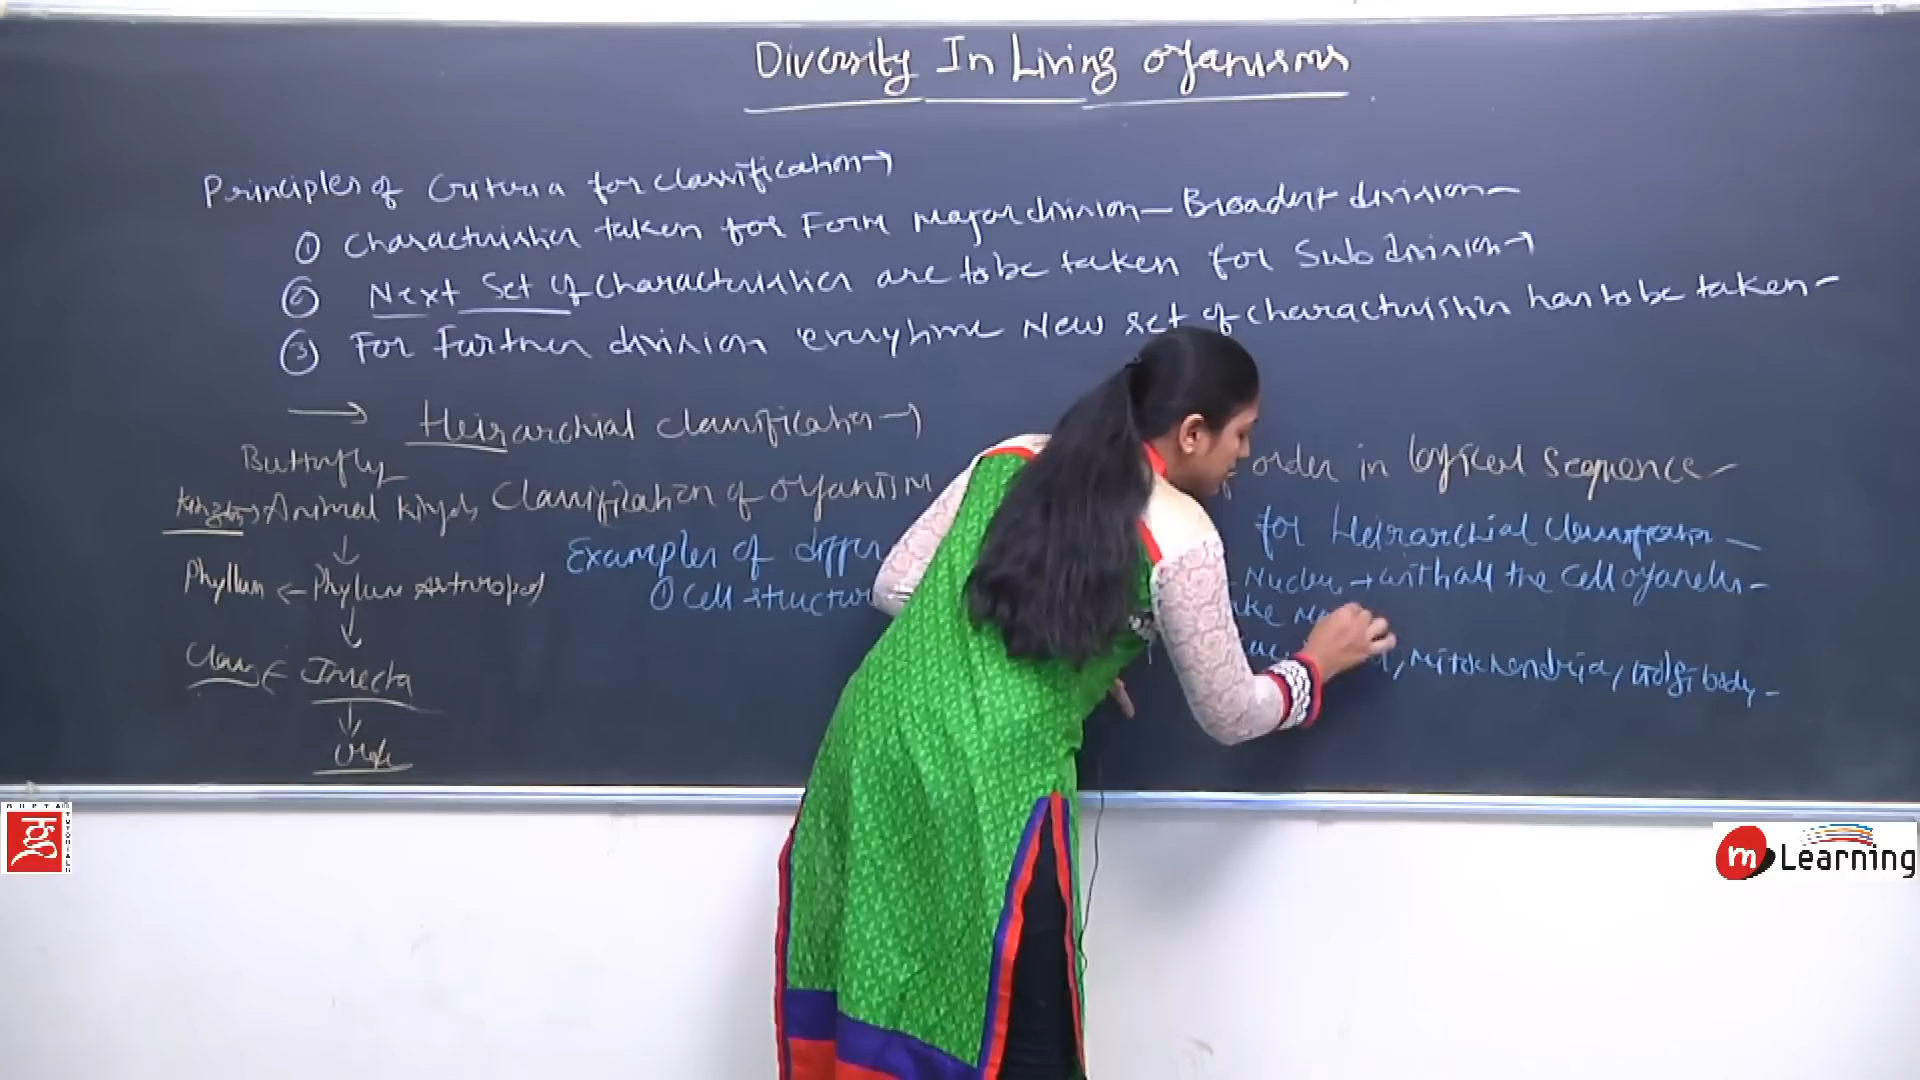 Diversity In Living Organisms
Principles of Criteria for classification→
① Characteristics taken for Form major division— Broadest division—
② Next Set of characteristics are to be taken for Sub division→
③ For Further division everytime New set of characteristics has to be taken—
→ Heirarchial classification→
Butterfly
Animal
Classification of organism
order in logical sequence—
Examples of
for Heirarchial classification—
Phyllum ← Phylum Arthropod
① Cell structure
→ with all the cell organelles—
Class ← Insecta
, Mitochondria, Golgi body—
Order
GUPTA TUTORIALS
m Learning